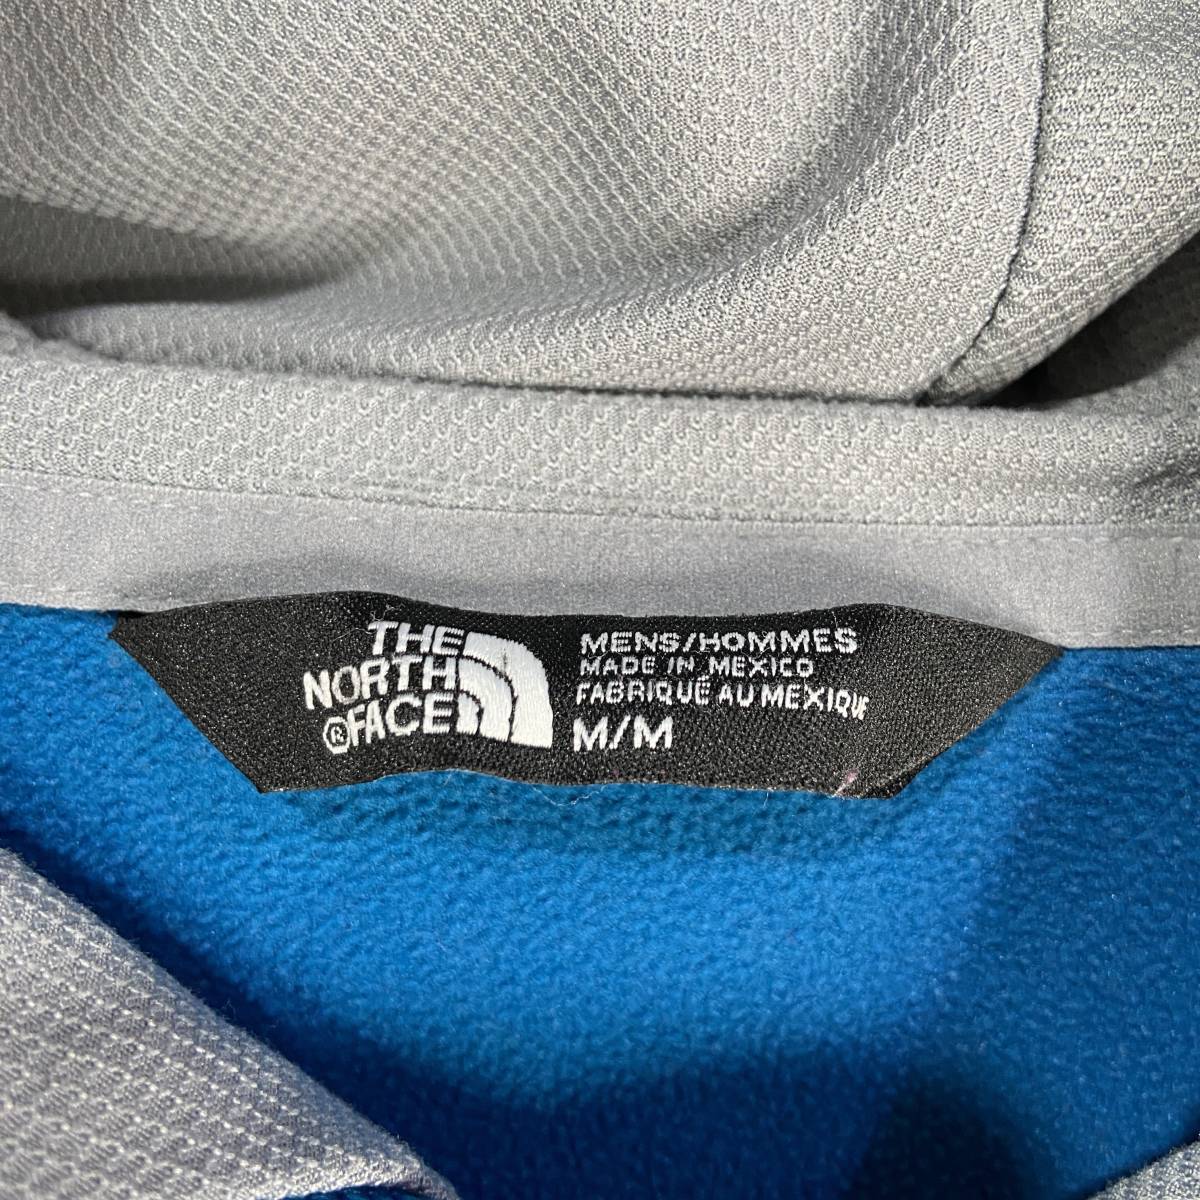 THE
NORTH
® FACE
MENS/HOMMES
MADE IN MEXICO
FABRIQUÉ AU MEXIQUE
M/M